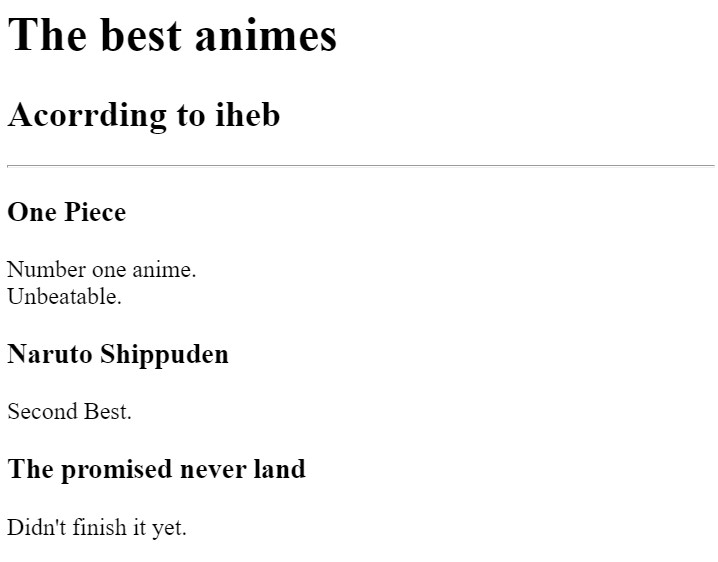 The best animes
Acorrding to iheb
One Piece
Number one anime.
Unbeatable.
Naruto Shippuden
Second Best.
The promised never land
Didn't finish it yet.